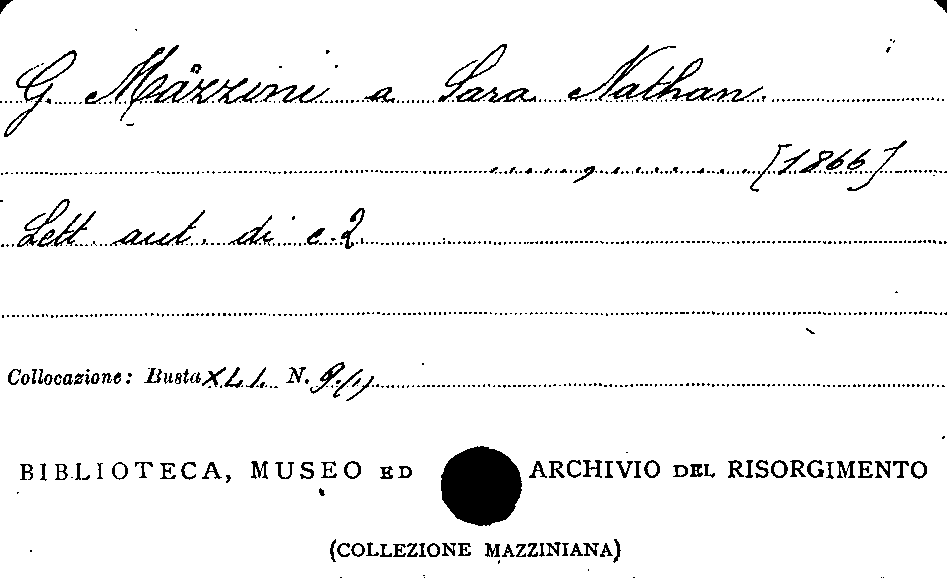 G. Mazzini a Sara Nathan.
....., ....... [1866]
Lett. aut. di c. 2
Collocazione: Busta XLI. N. 9.(1)
BIBLIOTECA, MUSEO ED ARCHIVIO DEL RISORGIMENTO
(COLLEZIONE MAZZINIANA)